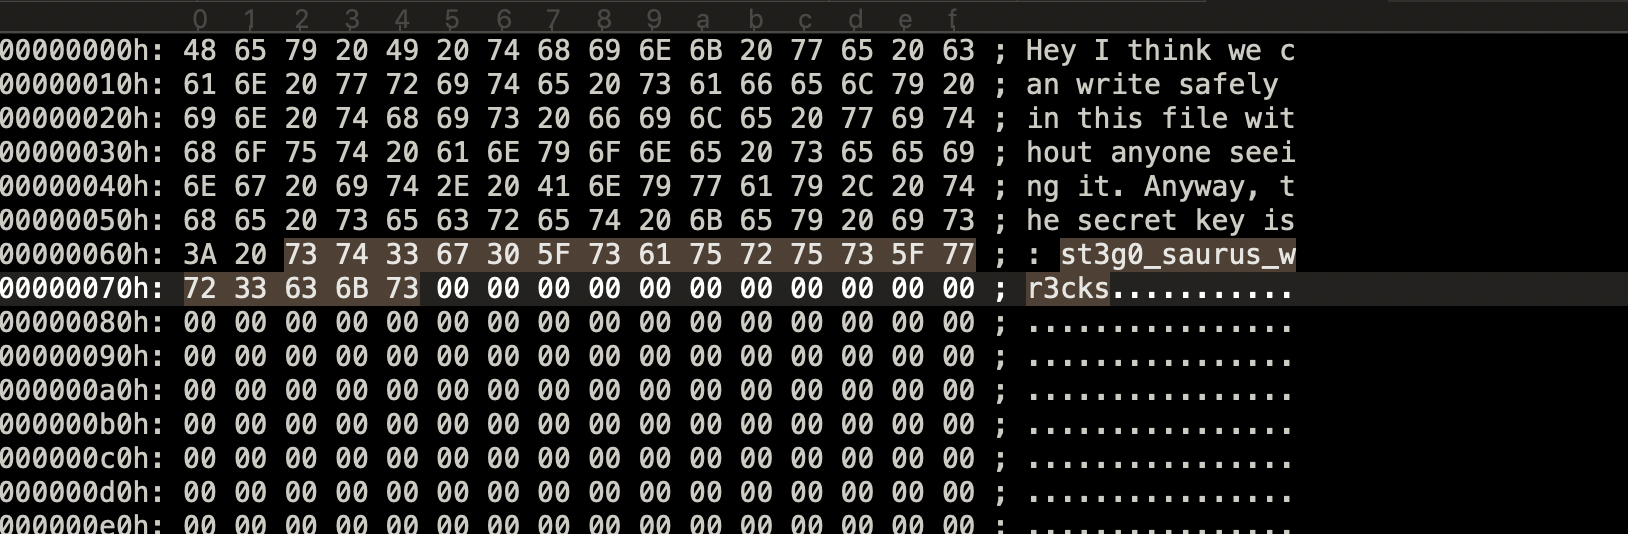 0 1 2 3 4 5 6 7 8 9 a b c d e f
00000000h: 48 65 79 20 49 20 74 68 69 6E 6B 20 77 65 20 63 ; Hey I think we c
00000010h: 61 6E 20 77 72 69 74 65 20 73 61 66 65 6C 79 20 ; an write safely
00000020h: 69 6E 20 74 68 69 73 20 66 69 6C 65 20 77 69 74 ; in this file wit
00000030h: 68 6F 75 74 20 61 6E 79 6F 6E 65 20 73 65 65 69 ; hout anyone seei
00000040h: 6E 67 20 69 74 2E 20 41 6E 79 77 61 79 2C 20 74 ; ng it. Anyway, t
00000050h: 68 65 20 73 65 63 72 65 74 20 6B 65 79 20 69 73 ; he secret key is
00000060h: 3A 20 73 74 33 67 30 5F 73 61 75 72 75 73 5F 77 ; : st3g0_saurus_w
00000070h: 72 33 63 6B 73 00 00 00 00 00 00 00 00 00 00 00 ; r3cks...........
00000080h: 00 00 00 00 00 00 00 00 00 00 00 00 00 00 00 00 ; ................
00000090h: 00 00 00 00 00 00 00 00 00 00 00 00 00 00 00 00 ; ................
000000a0h: 00 00 00 00 00 00 00 00 00 00 00 00 00 00 00 00 ; ................
000000b0h: 00 00 00 00 00 00 00 00 00 00 00 00 00 00 00 00 ; ................
000000c0h: 00 00 00 00 00 00 00 00 00 00 00 00 00 00 00 00 ; ................
000000d0h: 00 00 00 00 00 00 00 00 00 00 00 00 00 00 00 00 ; ................
000000e0h: 00 00 00 00 00 00 00 00 00 00 00 00 00 00 00 00 ; ................